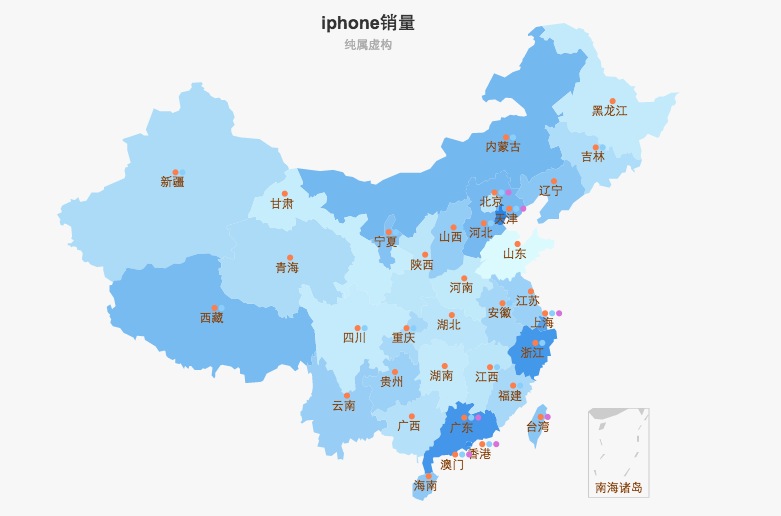 iphone销量
纯属虚构
黑龙江
内蒙古
吉林
新疆
辽宁
北京
甘肃
天津
河北
山西
宁夏
山东
陕西
青海
河南
江苏
安徽
西藏
上海
湖北
四川
重庆
浙江
湖南
江西
贵州
福建
云南
广西
广东
台湾
香港
澳门
海南
南海诸岛